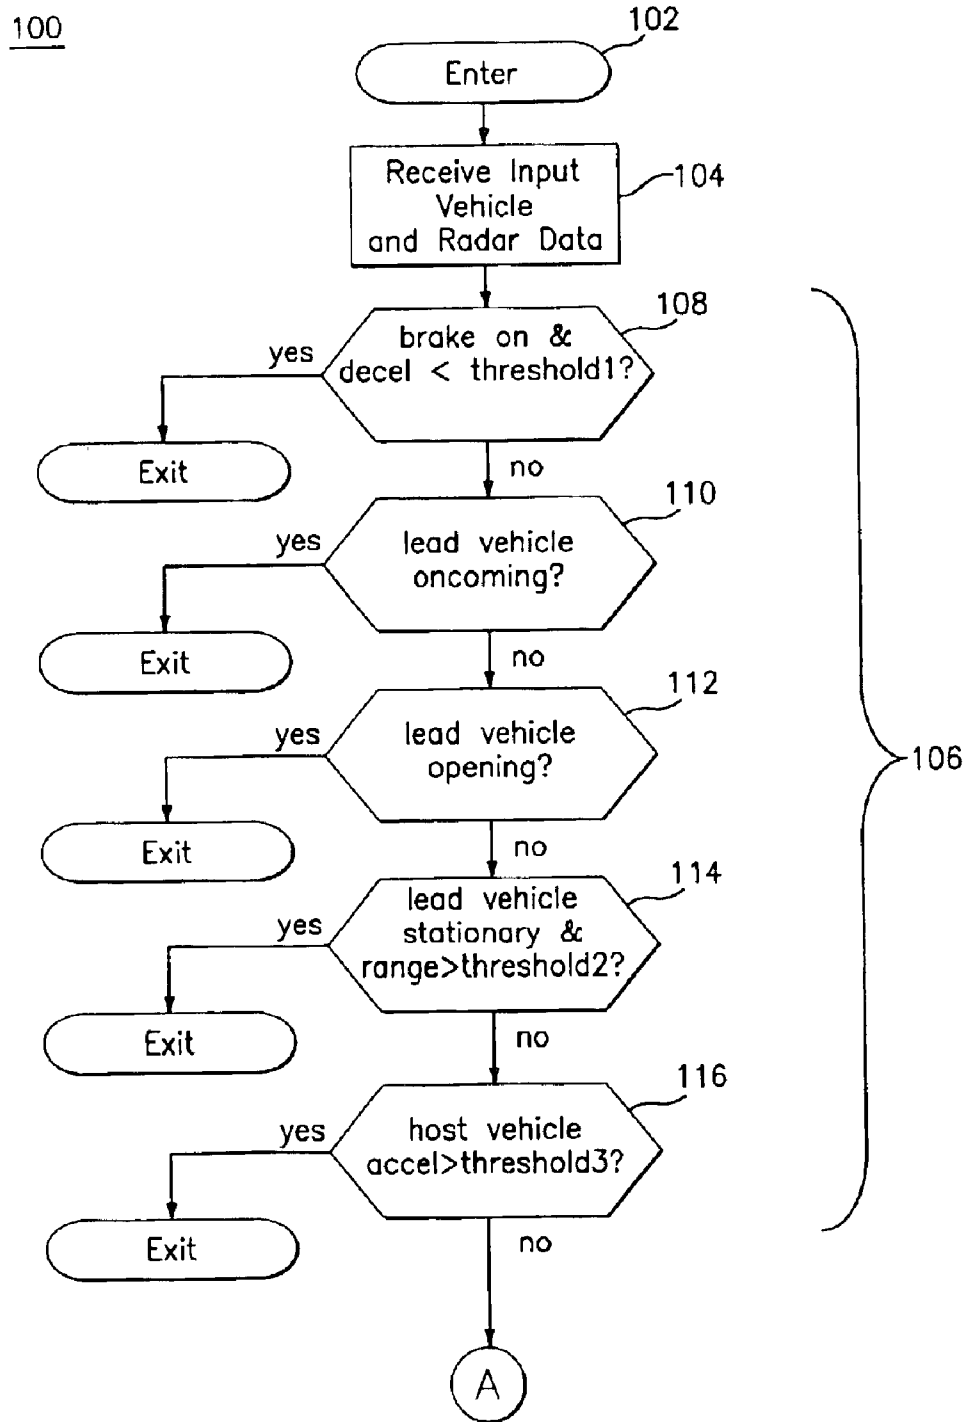 100
102
Enter
Receive Input
Vehicle
and Radar Data
104
108
brake on &
decel < threshold1?
yes
Exit
no
110
lead vehicle
oncoming?
yes
Exit
no
112
lead vehicle
opening?
yes
Exit
no
106
114
lead vehicle
stationary &
range>threshold2?
yes
Exit
no
116
host vehicle
accel>threshold3?
yes
Exit
no
A